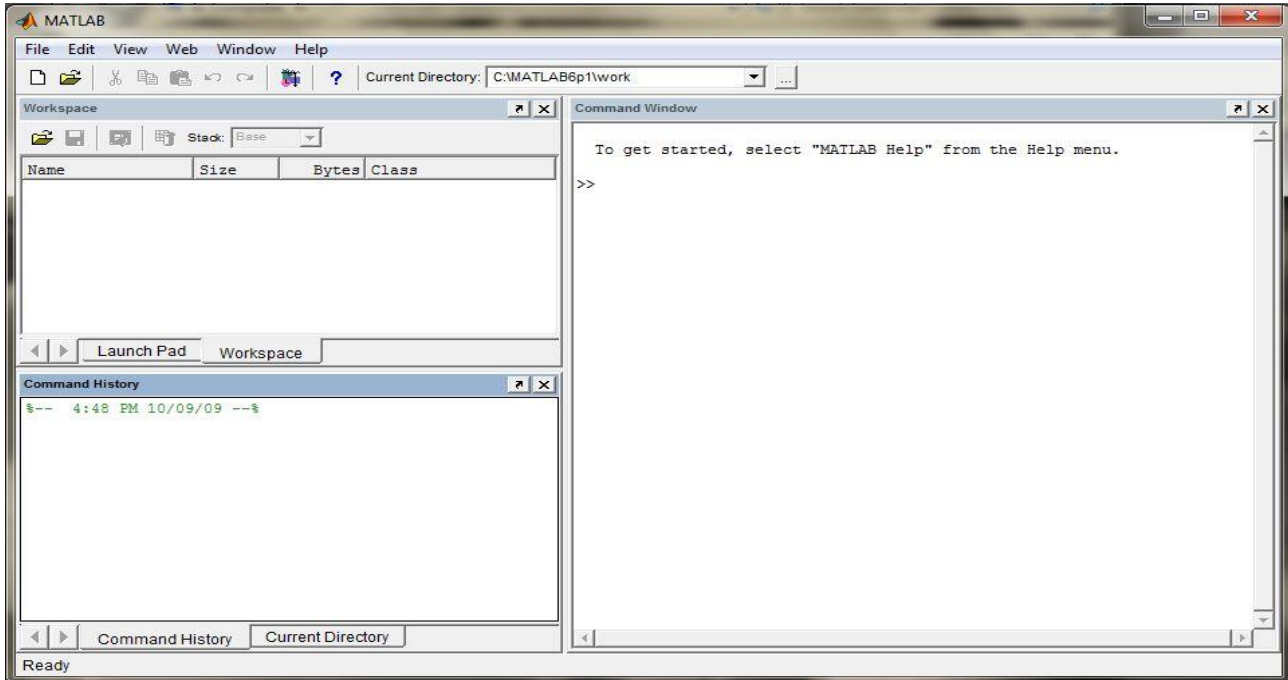 MATLAB
File Edit View Web Window Help
? Current Directory: C:\MATLAB6p1\work ...
Workspace
Stack: Base
Name Size Bytes Class
Launch Pad Workspace
Command History
%-- 4:48 PM 10/09/09 --%
Command History Current Directory
Command Window
To get started, select "MATLAB Help" from the Help menu.
>>
Ready